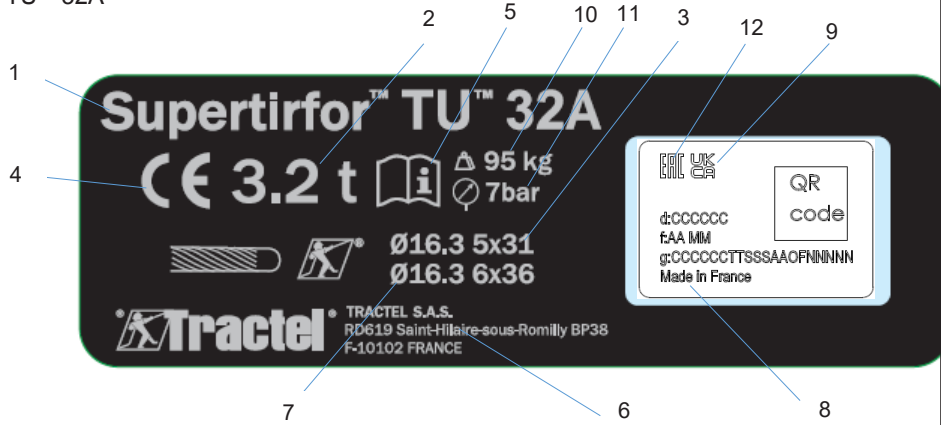 TU™ 32A
2
5
10
11
3
12
9
1
Supertirfor™ TU™ 32A
4
CE 3.2 t
95 kg
7bar
Ø16.3 5x31
Ø16.3 6x36
EAC UK
CA
QR
code
d:CCCCCC
f:AA MM
g:CCCCCCTTSSSAAOFNNNNN
Made in France
®Tractel®
TRACTEL S.A.S.
RD619 Saint-Hilaire-sous-Romilly BP38
F-10102 FRANCE
7
6
8